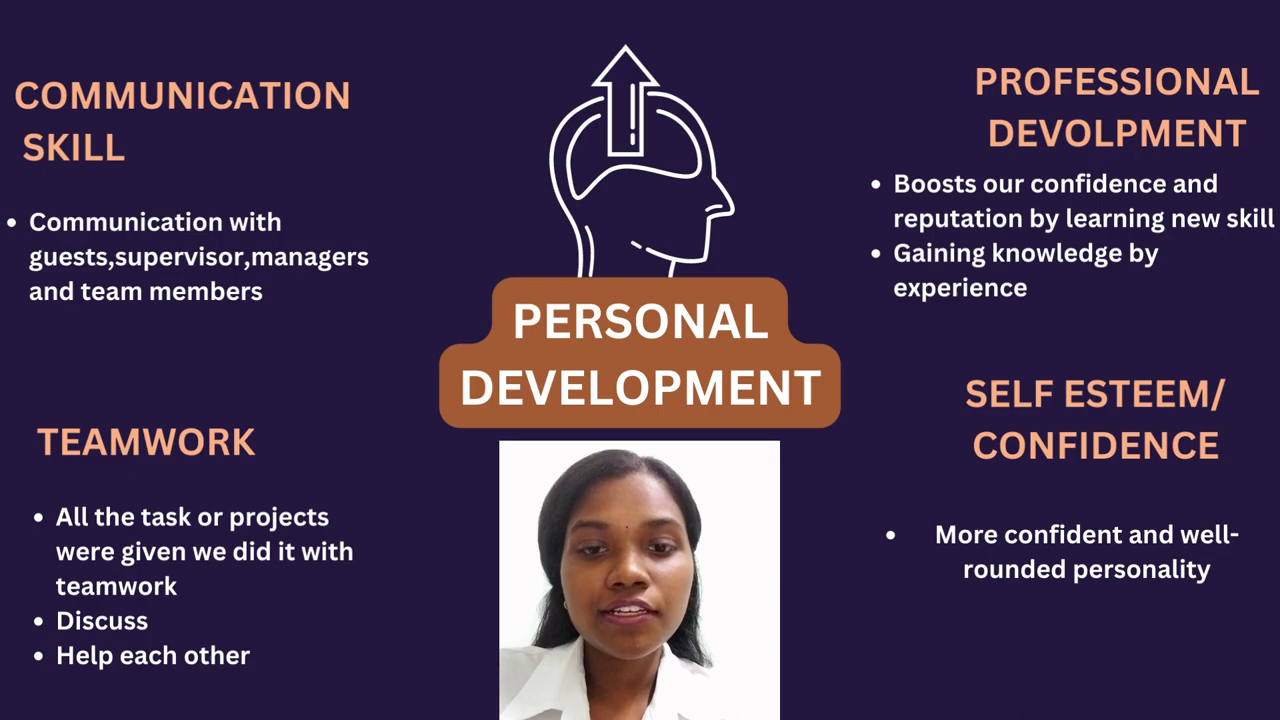 COMMUNICATION
SKILL
Communication with
guests,supervisor,managers
and team members
TEAMWORK
All the task or projects
were given we did it with
teamwork
Discuss
Help each other
PERSONAL
DEVELOPMENT
PROFESSIONAL
DEVOLPMENT
Boosts our confidence and
reputation by learning new skill
Gaining knowledge by
experience
SELF ESTEEM/
CONFIDENCE
More confident and well-
rounded personality